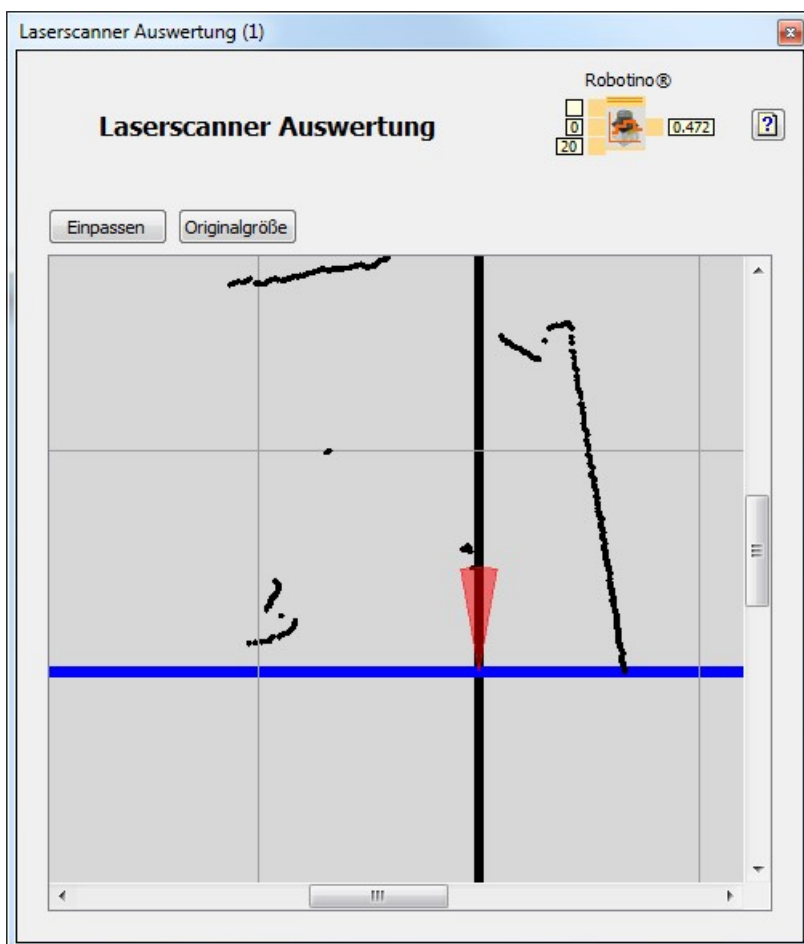 Laserscanner Auswertung (1)
Robotino®
Laserscanner Auswertung
0
20
0.472
?
Einpassen Originalgröße